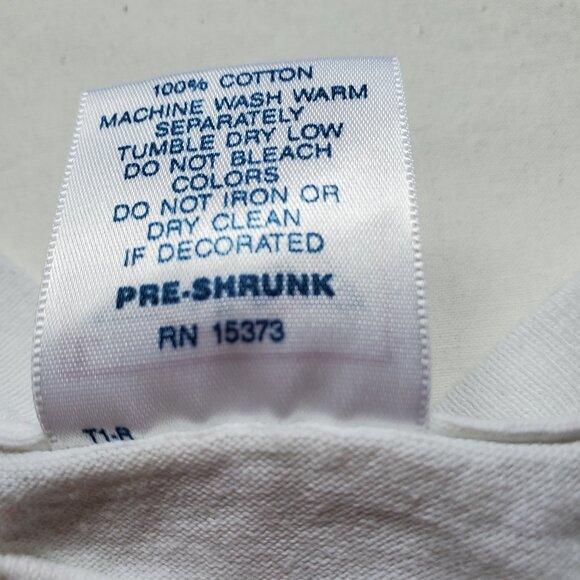 100% COTTON
MACHINE WASH WARM
SEPARATELY
TUMBLE DRY LOW
DO NOT BLEACH
COLORS
DO NOT IRON OR
DRY CLEAN
IF DECORATED
PRE-SHRUNK
RN 15373
T1-R